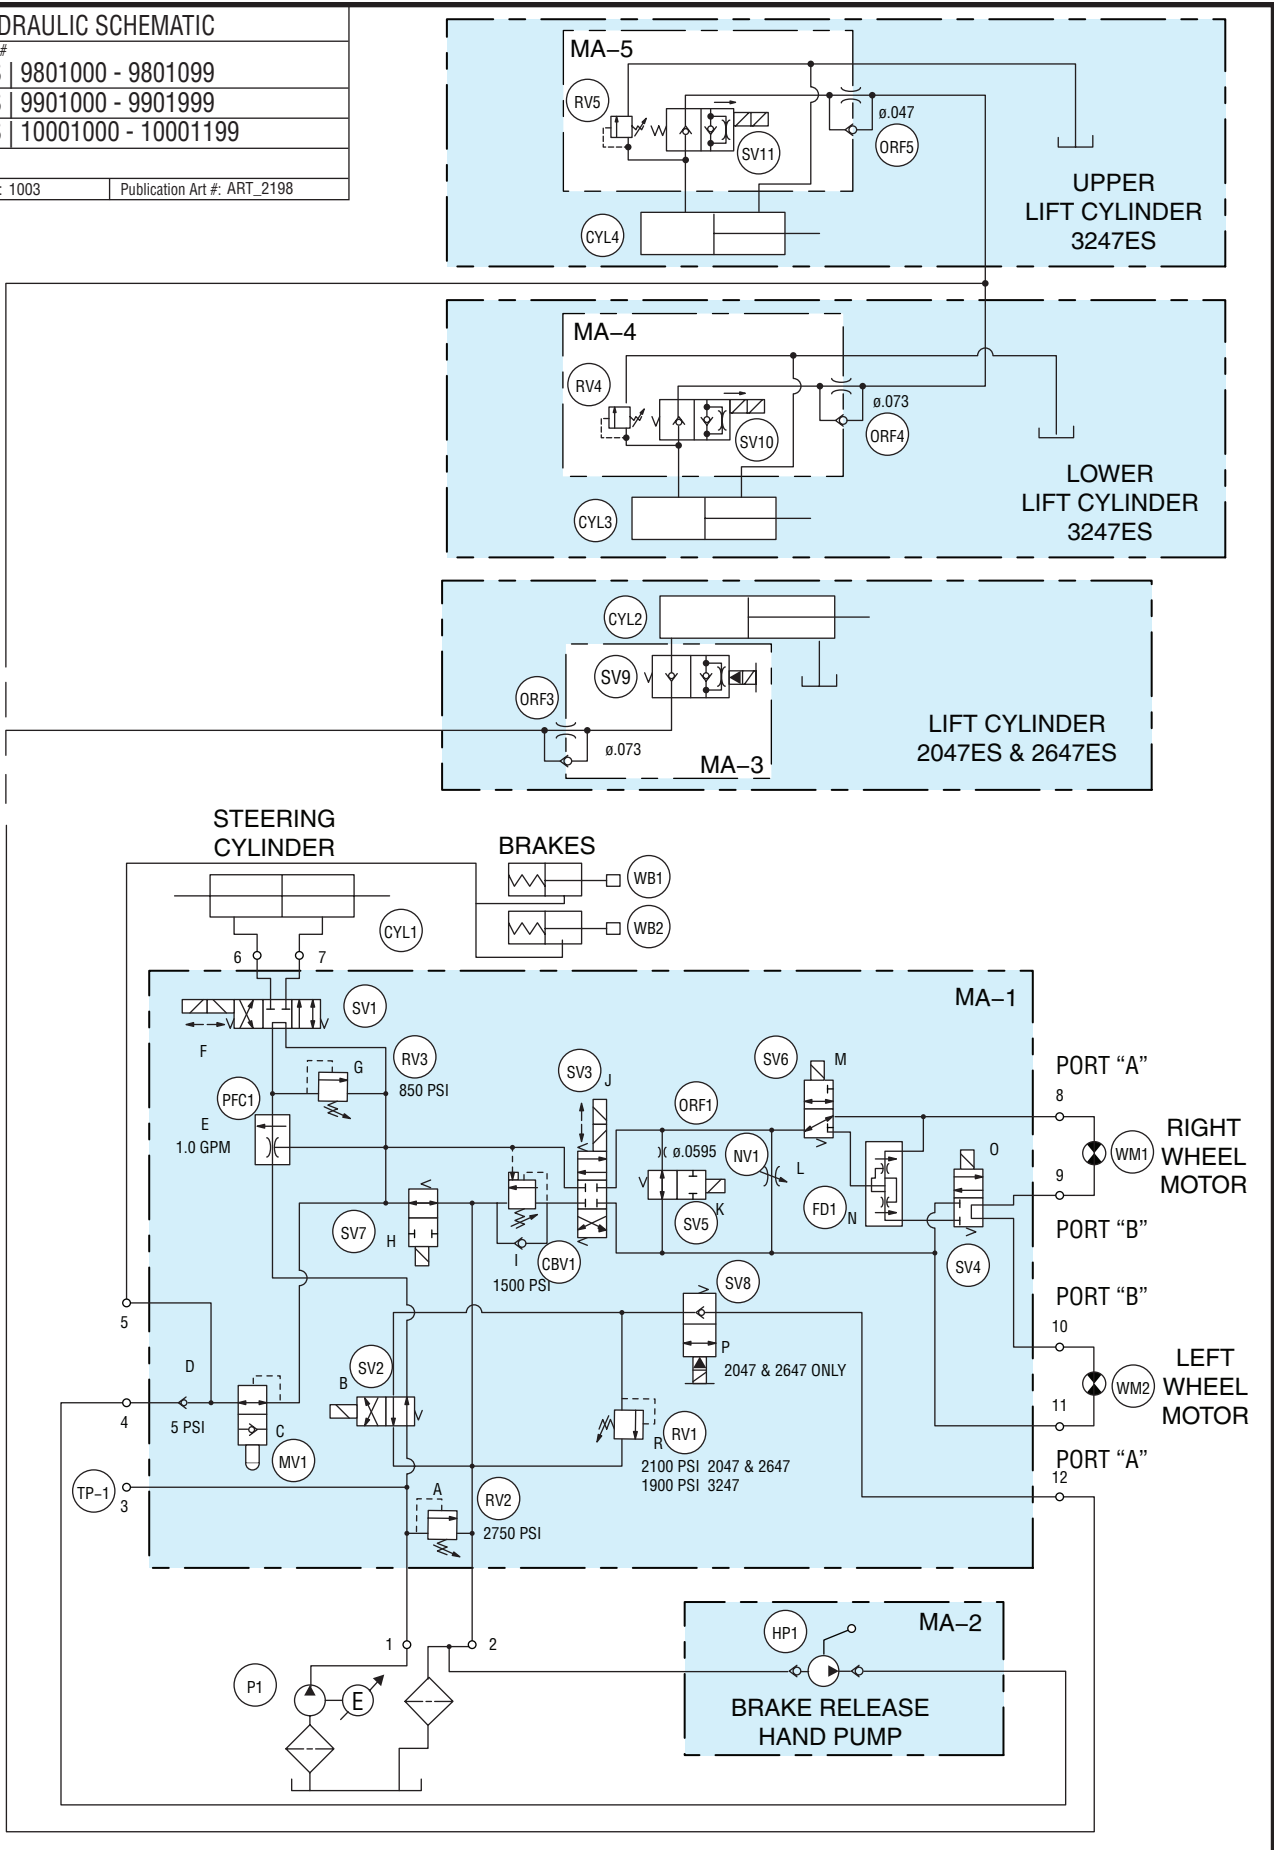 DRAULIC SCHEMATIC
#
| 9801000 - 9801099
| 9901000 - 9901999
| 10001000 - 10001199
: 1003
Publication Art #: ART_2198
MA–5
RV5
SV11
ø.047
ORF5
CYL4
UPPER
LIFT CYLINDER
3247ES
MA–4
RV4
SV10
ø.073
ORF4
CYL3
LOWER
LIFT CYLINDER
3247ES
CYL2
SV9
ORF3
ø.073
MA–3
LIFT CYLINDER
2047ES & 2647ES
STEERING
CYLINDER
BRAKES
WB1
WB2
CYL1
6
7
MA–1
SV1
F
RV3
850 PSI
G
PFC1
E
1.0 GPM
SV3
J
ORF1
ø.0595
NV1
L
SV6
M
PORT “A”
8
RIGHT
WHEEL
MOTOR
WM1
9
PORT “B”
O
FD1
N
SV4
SV5
K
SV7
H
I
CBV1
1500 PSI
SV8
P
2047 & 2647 ONLY
PORT “B”
10
LEFT
WHEEL
MOTOR
WM2
11
PORT “A”
12
5
D
4
5 PSI
C
MV1
SV2
B
R
RV1
2100 PSI 2047 & 2647
1900 PSI 3247
TP–1
3
A
RV2
2750 PSI
1
2
P1
E
HP1
MA–2
BRAKE RELEASE
HAND PUMP